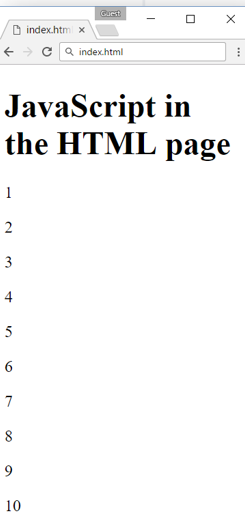 Guest
index.html
index.html
JavaScript in
the HTML page
1
2
3
4
5
6
7
8
9
10